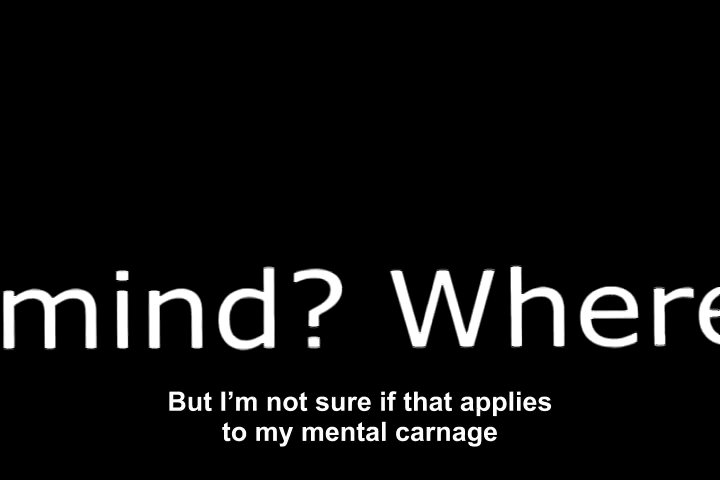 mind? Where
But I’m not sure if that applies
to my mental carnage